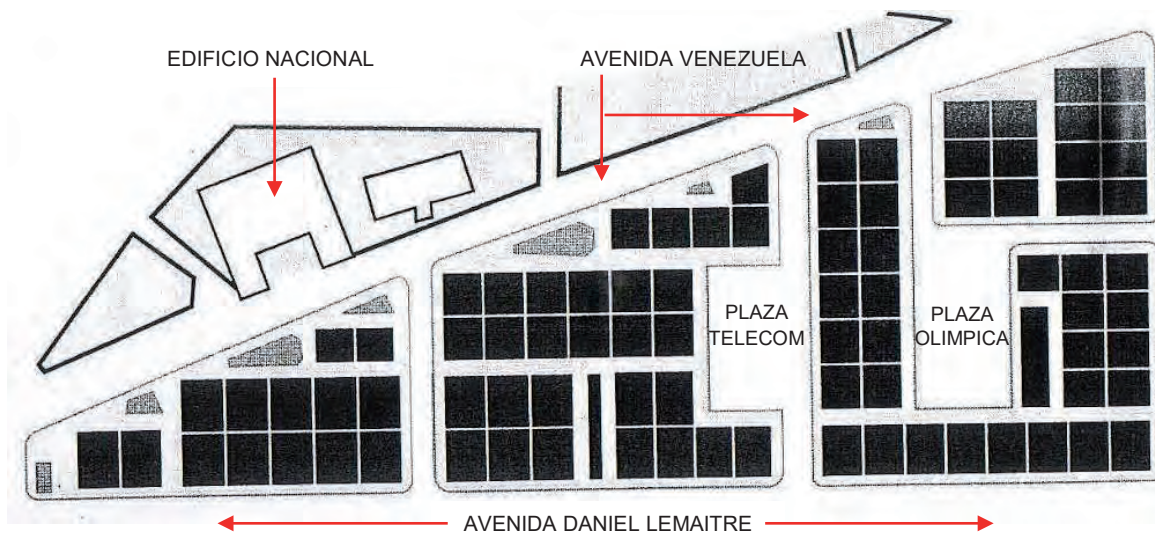 EDIFICIO NACIONAL
AVENIDA VENEZUELA
PLAZA
TELECOM
PLAZA
OLIMPICA
AVENIDA DANIEL LEMAITRE